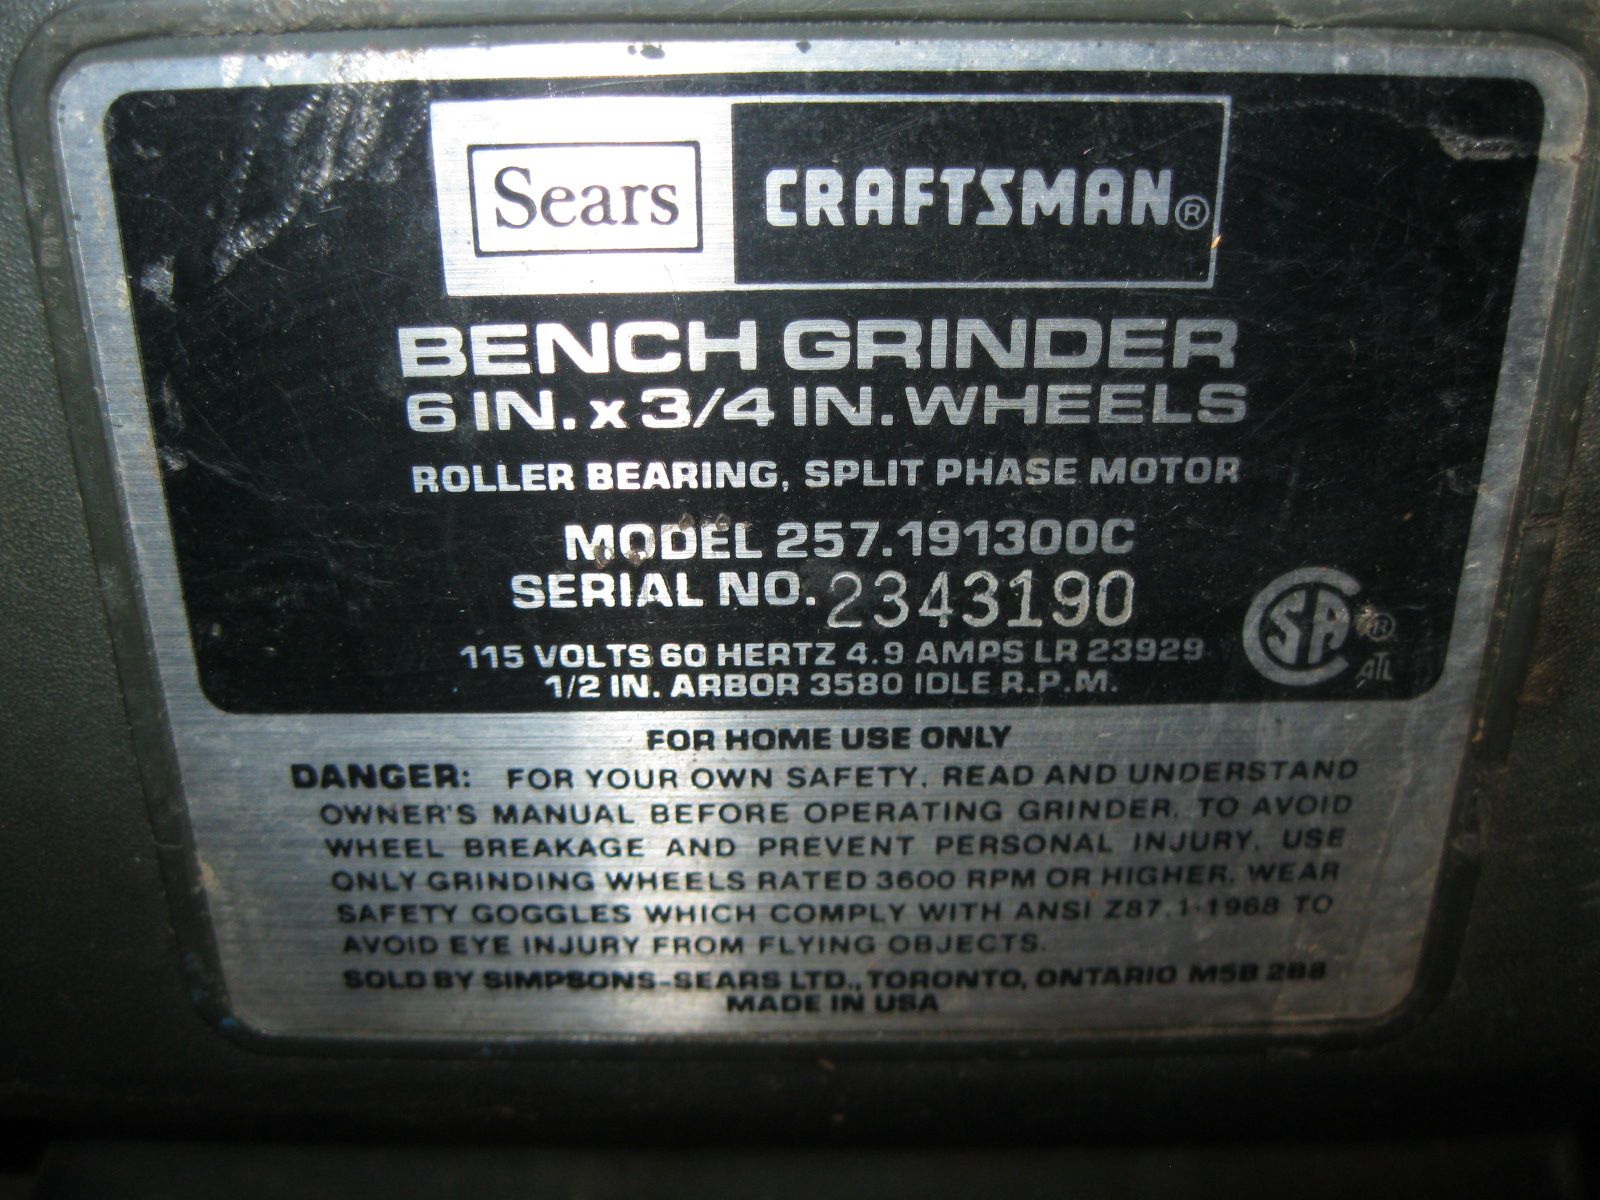 Sears CRAFTSMAN®
BENCH GRINDER
6 IN. x 3/4 IN. WHEELS
ROLLER BEARING, SPLIT PHASE MOTOR
MODEL 257.191300C
SERIAL NO. 2343190
115 VOLTS 60 HERTZ 4.9 AMPS LR 23929
1/2 IN. ARBOR 3580 IDLE R.P.M.
CSA®
ATL
FOR HOME USE ONLY
DANGER: FOR YOUR OWN SAFETY, READ AND UNDERSTAND
OWNER'S MANUAL BEFORE OPERATING GRINDER. TO AVOID
WHEEL BREAKAGE AND PREVENT PERSONAL INJURY, USE
ONLY GRINDING WHEELS RATED 3600 RPM OR HIGHER. WEAR
SAFETY GOGGLES WHICH COMPLY WITH ANSI Z87.1-1968 TO
AVOID EYE INJURY FROM FLYING OBJECTS.
SOLD BY SIMPSONS-SEARS LTD., TORONTO, ONTARIO M5B 2B8
MADE IN USA